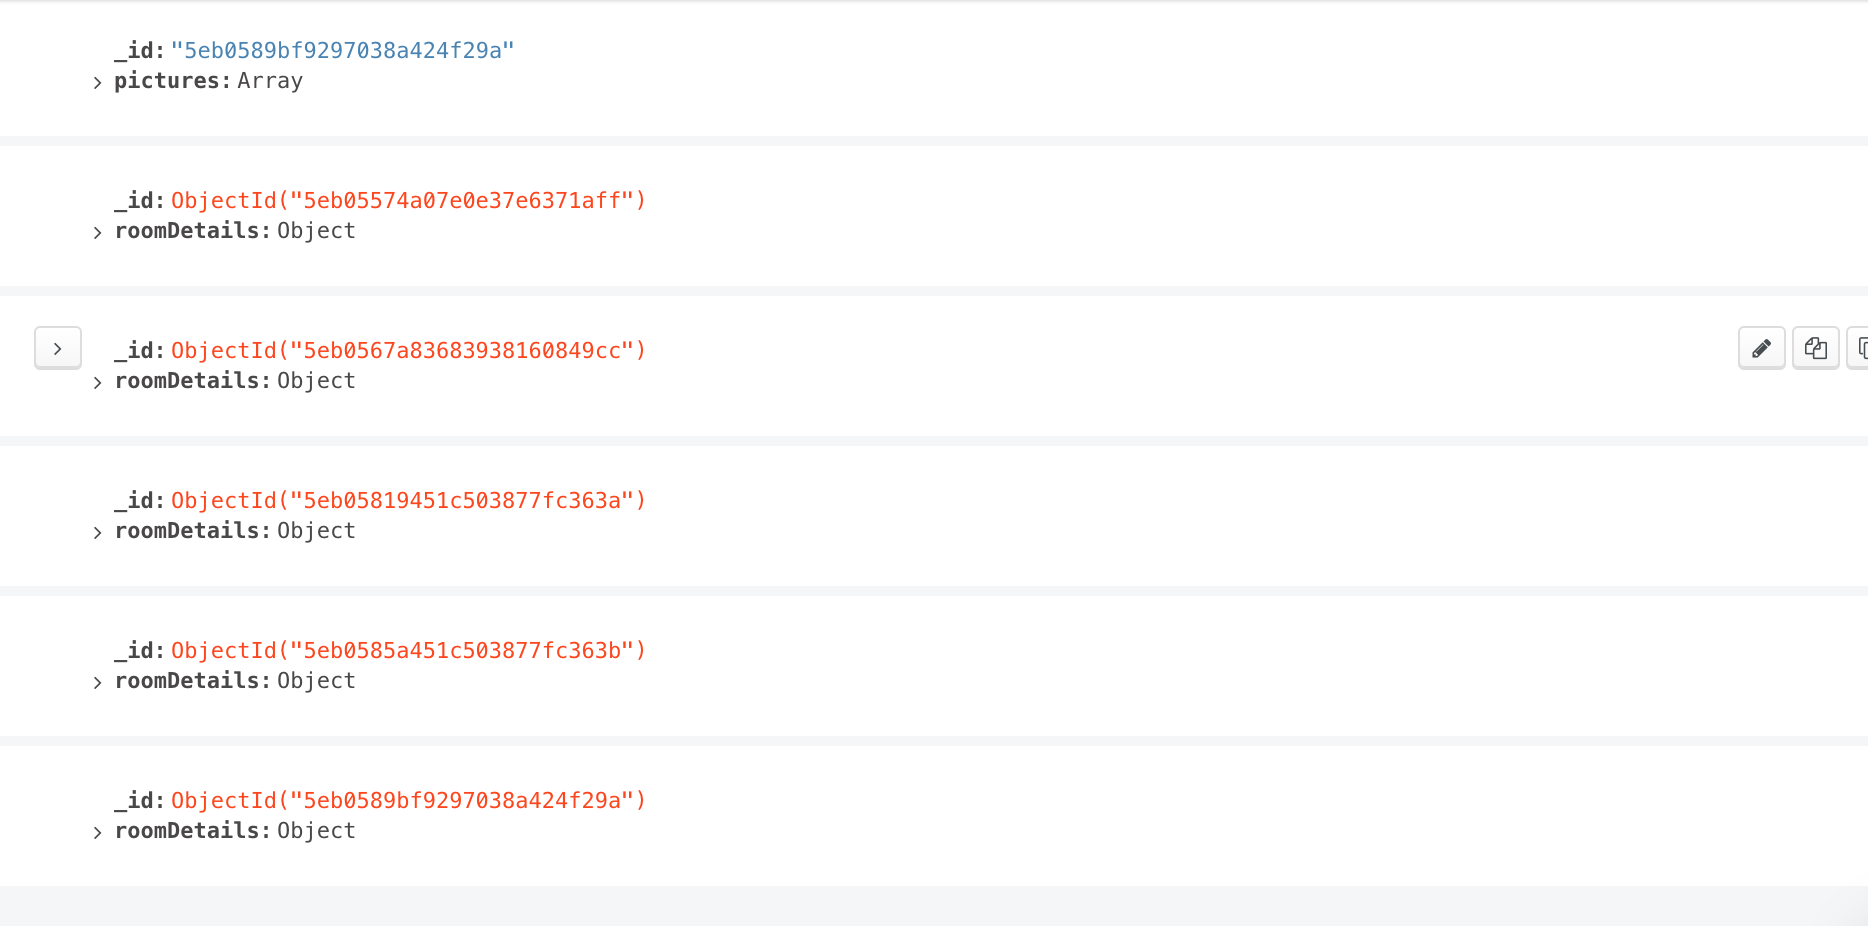 _id: "5eb0589bf9297038a424f29a"
pictures: Array
_id: ObjectId("5eb05574a07e0e37e6371aff")
roomDetails: Object
_id: ObjectId("5eb0567a83683938160849cc")
roomDetails: Object
_id: ObjectId("5eb05819451c503877fc363a")
roomDetails: Object
_id: ObjectId("5eb0585a451c503877fc363b")
roomDetails: Object
_id: ObjectId("5eb0589bf9297038a424f29a")
roomDetails: Object